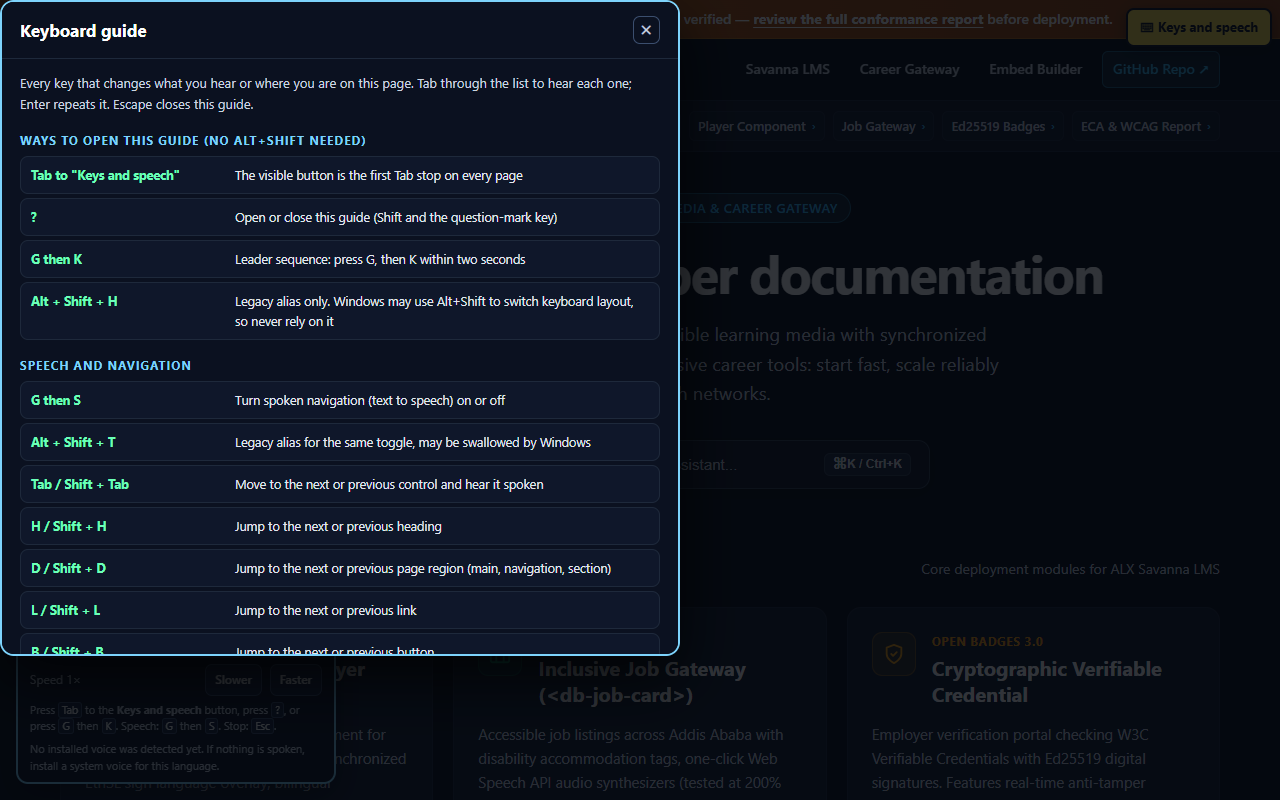 Keyboard guide
✕
Every key that changes what you hear or where you are on this page. Tab through the list to hear each one;
Enter repeats it. Escape closes this guide.
WAYS TO OPEN THIS GUIDE (NO ALT+SHIFT NEEDED)
Tab to "Keys and speech" The visible button is the first Tab stop on every page
? Open or close this guide (Shift and the question-mark key)
G then K Leader sequence: press G, then K within two seconds
Alt + Shift + H Legacy alias only. Windows may use Alt+Shift to switch keyboard layout,
so never rely on it
SPEECH AND NAVIGATION
G then S Turn spoken navigation (text to speech) on or off
Alt + Shift + T Legacy alias for the same toggle, may be swallowed by Windows
Tab / Shift + Tab Move to the next or previous control and hear it spoken
H / Shift + H Jump to the next or previous heading
D / Shift + D Jump to the next or previous page region (main, navigation, section)
L / Shift + L Jump to the next or previous link
B / Shift + B Jump to the next or previous button
verified — review the full conformance report before deployment.
Keys and speech
Savanna LMS Career Gateway Embed Builder GitHub Repo ↗
Player Component › Job Gateway › Ed25519 Badges › ECA & WCAG Report ›
& CAREER GATEWAY
documentation
learning media with synchronized
career tools: start fast, scale reliably
networks.
⌘K / Ctrl+K
Core deployment modules for ALX Savanna LMS
Inclusive Job Gateway
(<db-job-card>)
Accessible job listings across Addis Ababa with
disability accommodation tags, one-click Web
Speech API audio synthesizers (tested at 200%
OPEN BADGES 3.0
Cryptographic Verifiable
Credential
Employer verification portal checking W3C
Verifiable Credentials with Ed25519 digital
signatures. Features real-time anti-tamper
Speed 1× Slower Faster
Press Tab to the Keys and speech button, press ?, or
press G then K. Speech: G then S. Stop: Esc.
No installed voice was detected yet. If nothing is spoken,
install a system voice for this language.